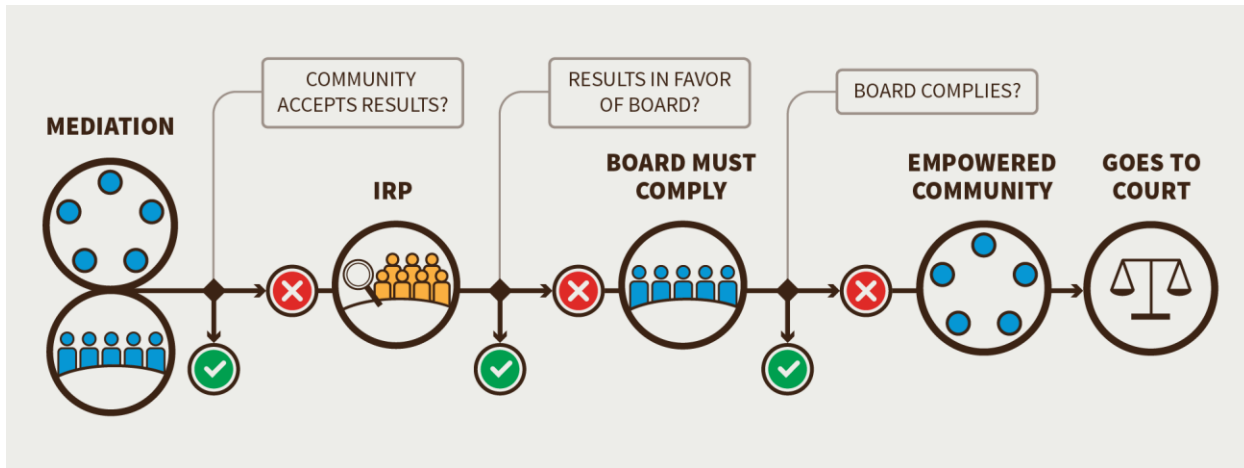 MEDIATION
COMMUNITY
ACCEPTS RESULTS?
IRP
RESULTS IN FAVOR
OF BOARD?
BOARD MUST
COMPLY
BOARD COMPLIES?
EMPOWERED
COMMUNITY
GOES TO
COURT